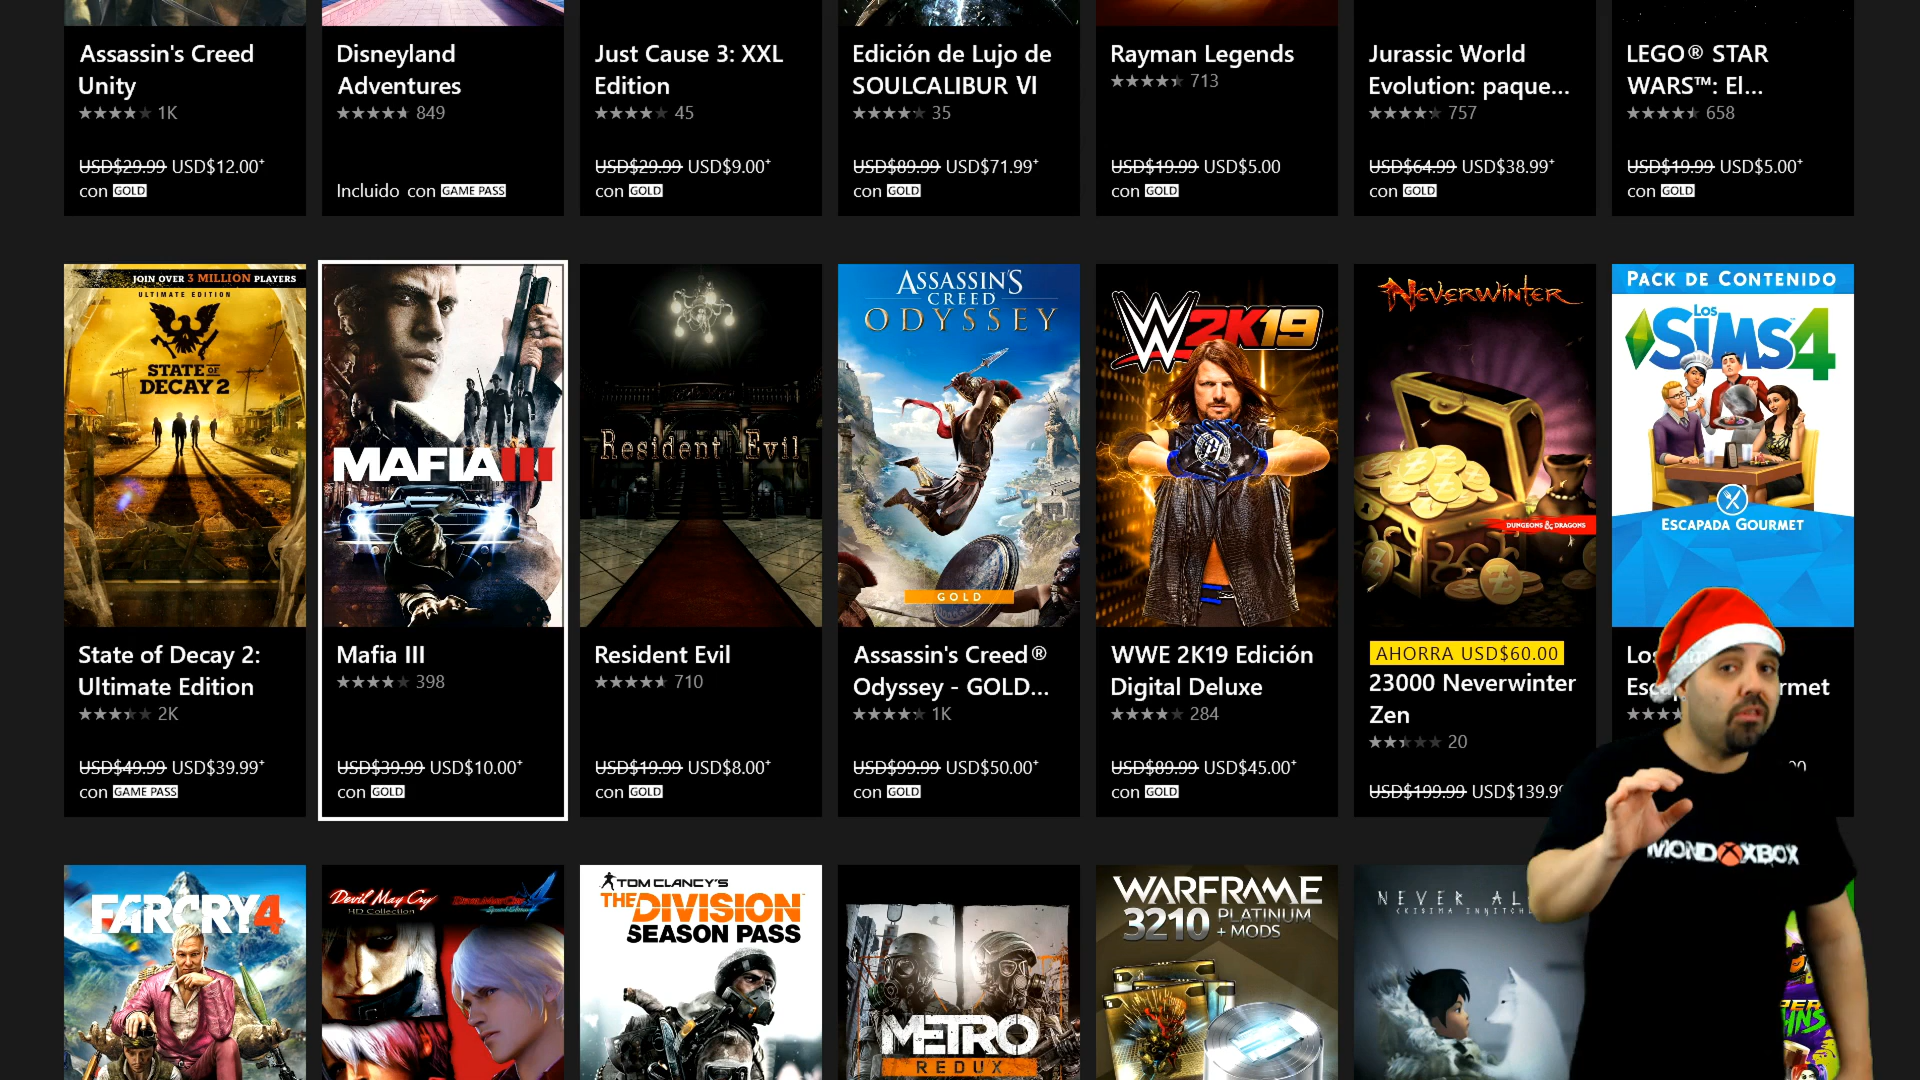 Assassin's Creed
Unity
1K
USD$29.99 USD$12.00+
con GOLD
Disneyland
Adventures
849
Incluido con GAME PASS
Just Cause 3: XXL
Edition
45
USD$29.99 USD$9.00+
con GOLD
Edición de Lujo de
SOULCALIBUR Ⅵ
35
USD$89.99 USD$71.99+
con GOLD
Rayman Legends
713
USD$19.99 USD$5.00
con GOLD
Jurassic World
Evolution: paque...
757
USD$64.99 USD$38.99+
con GOLD
LEGO® STAR
WARS™: El...
658
USD$19.99 USD$5.00+
con GOLD
JOIN OVER 3 MILLION PLAYERS
ULTIMATE EDITION
STATE OF
DECAY 2
State of Decay 2:
Ultimate Edition
2K
USD$49.99 USD$39.99+
con GAME PASS
MAFIA III
Mafia III
398
USD$39.99 USD$10.00+
con GOLD
Resident Evil
Resident Evil
710
USD$19.99 USD$8.00+
con GOLD
ASSASSIN'S
CREED
ODYSSEY
GOLD
Assassin's Creed®
Odyssey - GOLD...
1K
USD$99.99 USD$50.00+
con GOLD
W 2K19
WWE 2K19 Edición
Digital Deluxe
284
USD$89.99 USD$45.00+
con GOLD
NEVERWINTER
DUNGEONS & DRAGONS
AHORRA USD$60.00
23000 Neverwinter
Zen
20
USD$199.99 USD$139.99
PACK DE CONTENIDO
LOS
SIMS 4
ESCAPADA GOURMET
MONDOXBOX
FARCRY 4
Devil May Cry
HD Collection
TOM CLANCY'S
THE DIVISION
SEASON PASS
METRO
REDUX
WARFRAME
3210 PLATINUM
+ MODS
NEVER AL